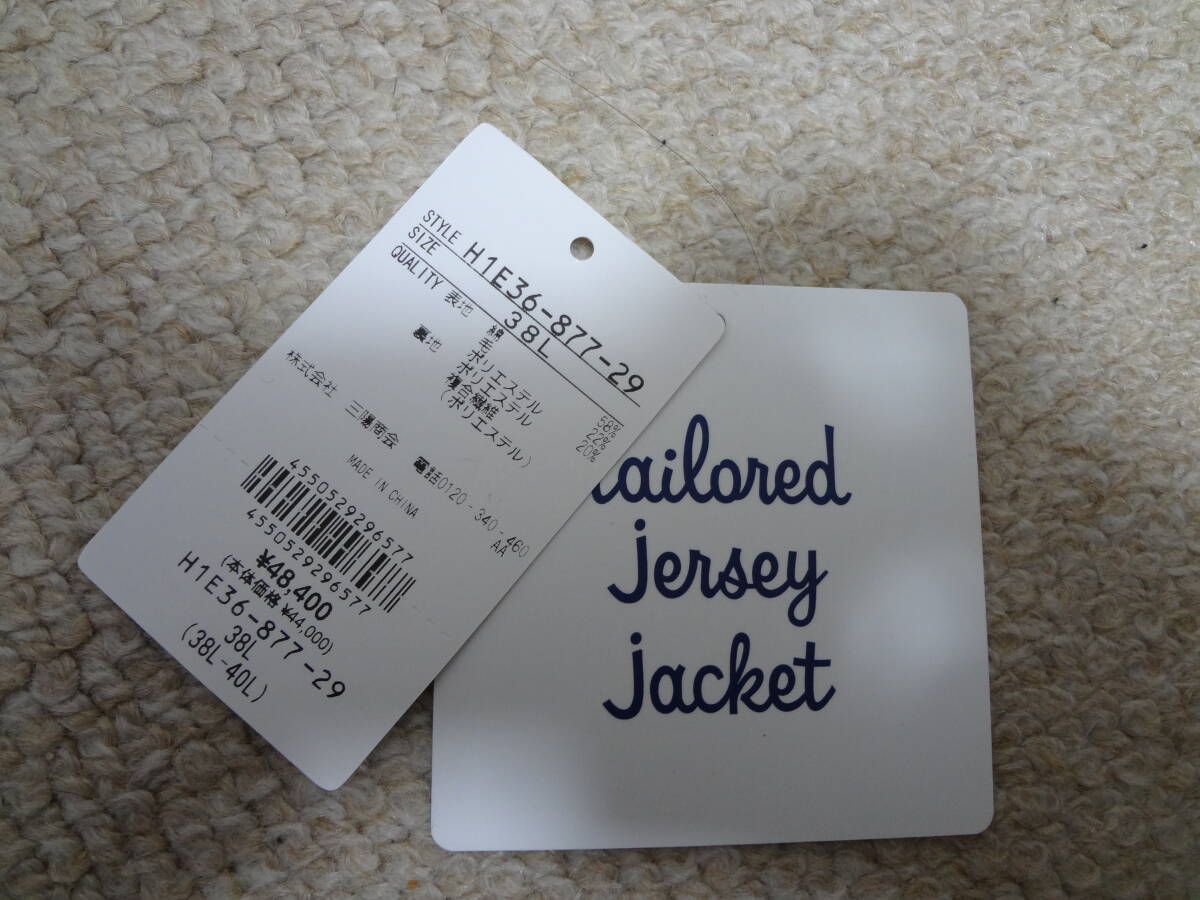 STYLE H1E36-877-29
SIZE 38L
QUALITY 表地 綿 58%
毛 22%
ポリエステル 20%
裏地 ポリエステル
複合繊維
(ポリエステル)
株式会社 三陽商会 電話0120-340-460
AA
MADE IN CHINA
4550529296577
4550529296577
¥48,400
(本体価格 ¥44,000)
H1E36-877-29
38L
(38L-40L)
tailored
jersey
jacket